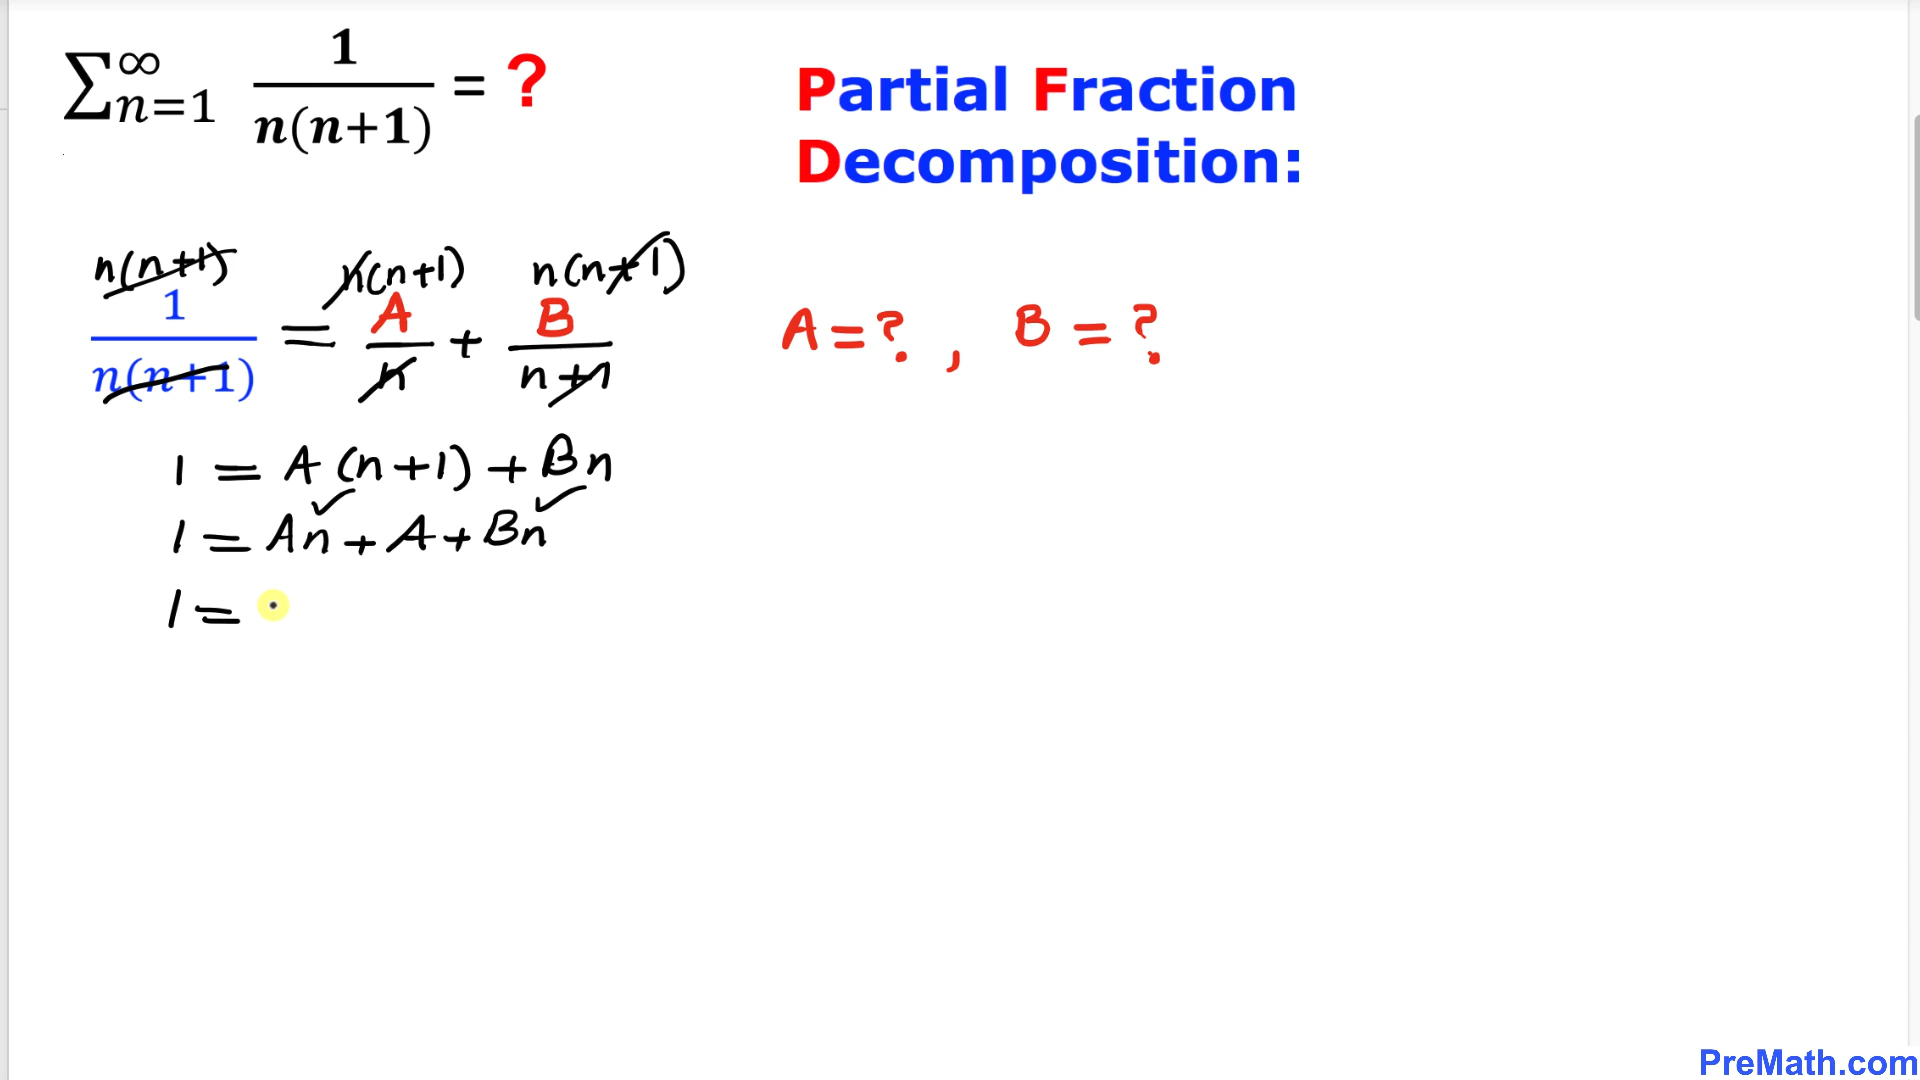 ∑∞n=1 1/n(n+1) = ?
Partial Fraction
Decomposition:
n(n+1) n(n+1) n(n+1)
1/n(n+1) = A/n + B/n+1
A = ? , B = ?
1 = A(n+1) + Bn
1 = An + A + Bn
1 =
PreMath.com